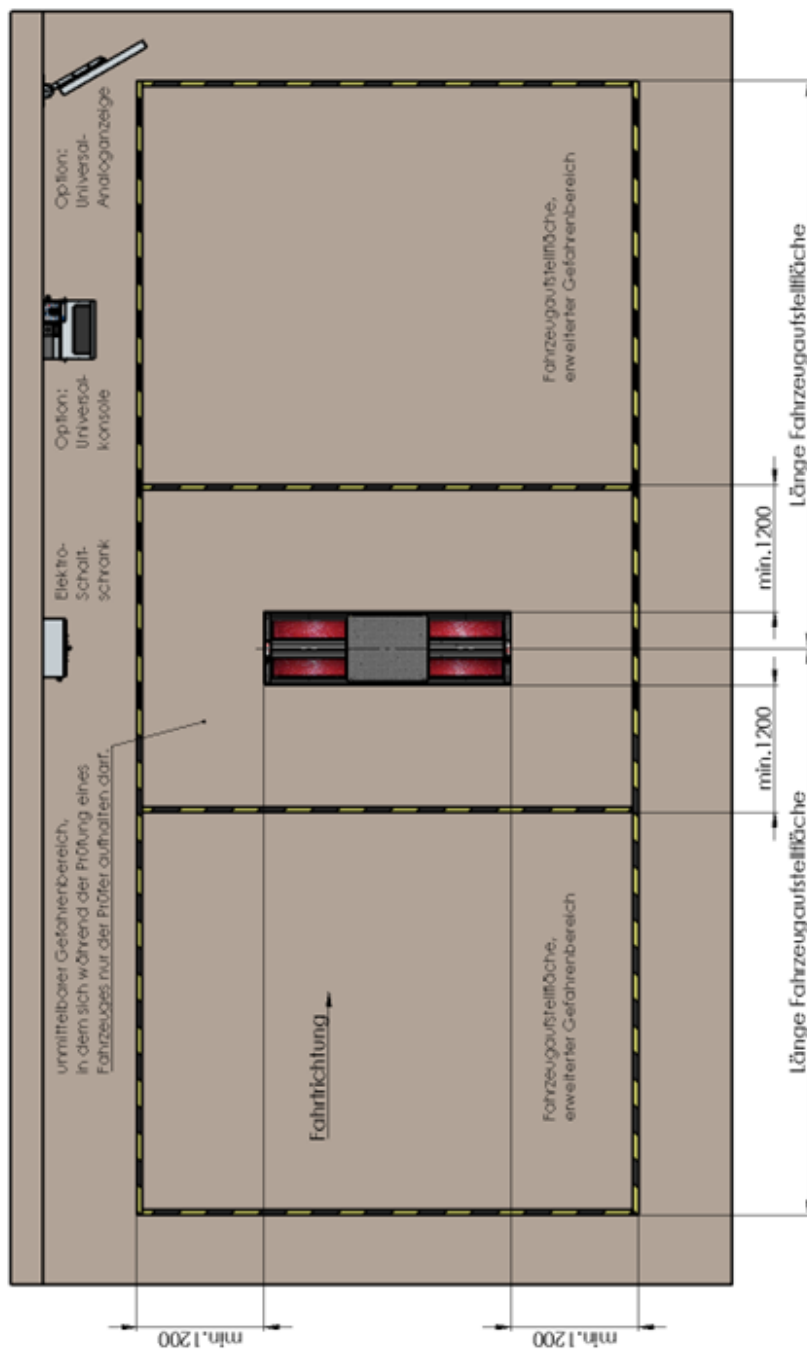 unmittelbarer Gefahrenbereich,
in dem sich während der Prüfung eines
Fahrzeuges nur der Prüfer aufhalten darf.
Elektro-
Schalt-
schrank
Option:
Universal-
konsole
Option:
Universal-
Analoganzeige
Fahrtrichtung
Fahrzeugaufstellfläche,
erweiterter Gefahrenbereich
Fahrzeugaufstellfläche,
erweiterter Gefahrenbereich
min.1200
min.1200
min.1200
min.1200
Länge Fahrzeugaufstellfläche
Länge Fahrzeugaufstellfläche